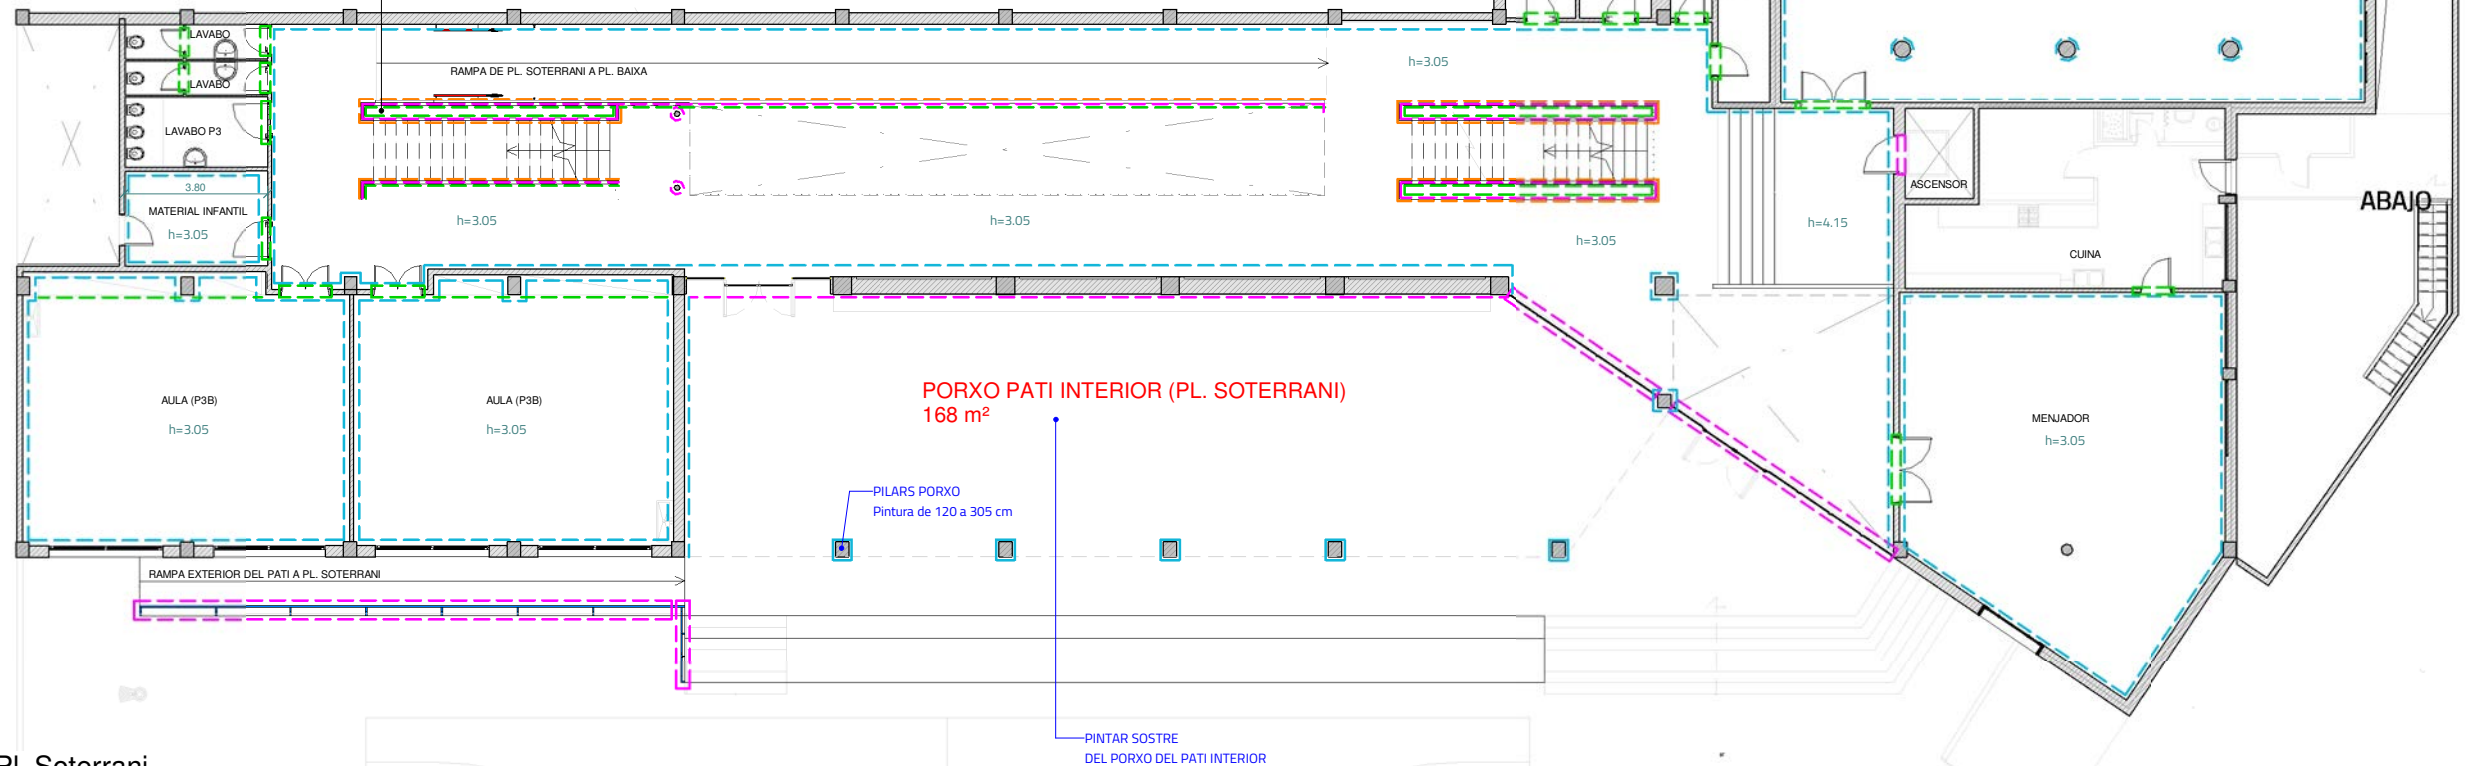 LAVABO
RAMPA DE PL. SOTERRANI A PL. BAIXA
h=3.05
LAVABO
LAVABO P3
3.80
ASCENSOR
ABAJO
MATERIAL INFANTIL
h=3.05
h=3.05
h=3.05
h=3.05
h=4.15
CUINA
PORXO PATI INTERIOR (PL. SOTERRANI)
168 m²
AULA (P3B)
h=3.05
AULA (P3B)
h=3.05
MENJADOR
h=3.05
PILARS PORXO
Pintura de 120 a 305 cm
RAMPA EXTERIOR DEL PATI A PL. SOTERRANI
PINTAR SOSTRE
DEL PORXO DEL PATI INTERIOR
Pl. Soterrani